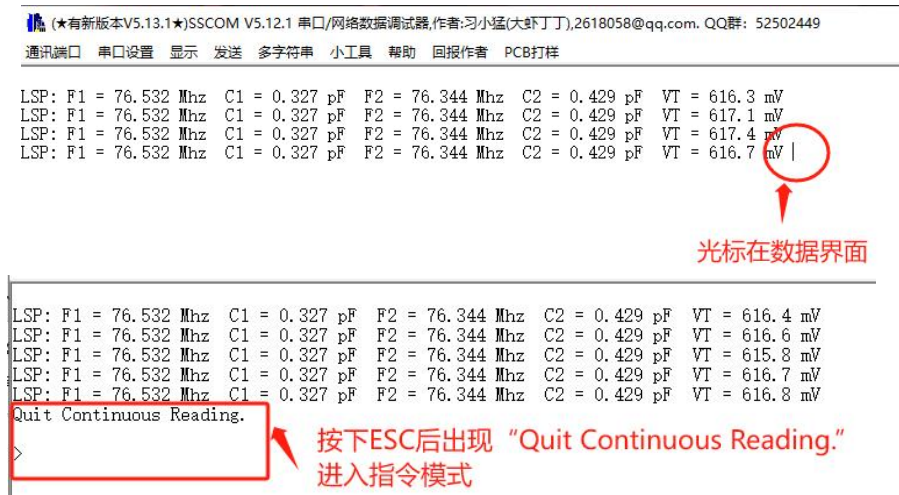 (★有新版本V5.13.1★)SSCOM V5.12.1 串口/网络数据调试器,作者:习小猛(大虾丁丁),2618058@qq.com. QQ群: 52502449
通讯端口 串口设置 显示 发送 多字符串 小工具 帮助 回报作者 PCB打样
LSP: F1 = 76.532 Mhz C1 = 0.327 pF F2 = 76.344 Mhz C2 = 0.429 pF VT = 616.3 mV
LSP: F1 = 76.532 Mhz C1 = 0.327 pF F2 = 76.344 Mhz C2 = 0.429 pF VT = 617.1 mV
LSP: F1 = 76.532 Mhz C1 = 0.327 pF F2 = 76.344 Mhz C2 = 0.429 pF VT = 617.4 mV
LSP: F1 = 76.532 Mhz C1 = 0.327 pF F2 = 76.344 Mhz C2 = 0.429 pF VT = 616.7 mV
光标在数据界面
LSP: F1 = 76.532 Mhz C1 = 0.327 pF F2 = 76.344 Mhz C2 = 0.429 pF VT = 616.4 mV
LSP: F1 = 76.532 Mhz C1 = 0.327 pF F2 = 76.344 Mhz C2 = 0.429 pF VT = 616.6 mV
LSP: F1 = 76.532 Mhz C1 = 0.327 pF F2 = 76.344 Mhz C2 = 0.429 pF VT = 615.8 mV
LSP: F1 = 76.532 Mhz C1 = 0.327 pF F2 = 76.344 Mhz C2 = 0.429 pF VT = 616.7 mV
LSP: F1 = 76.532 Mhz C1 = 0.327 pF F2 = 76.344 Mhz C2 = 0.429 pF VT = 616.8 mV
Quit Continuous Reading.
>
按下ESC后出现“Quit Continuous Reading.”
进入指令模式